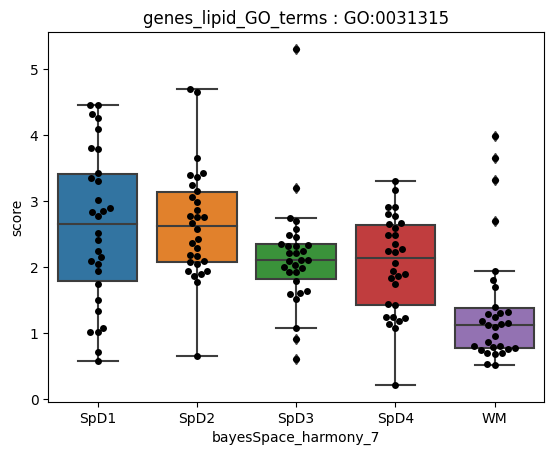 genes_lipid_GO_terms : GO:0031315
5
4
3
2
1
0
score
SpD1 SpD2 SpD3 SpD4 WM
bayesSpace_harmony_7